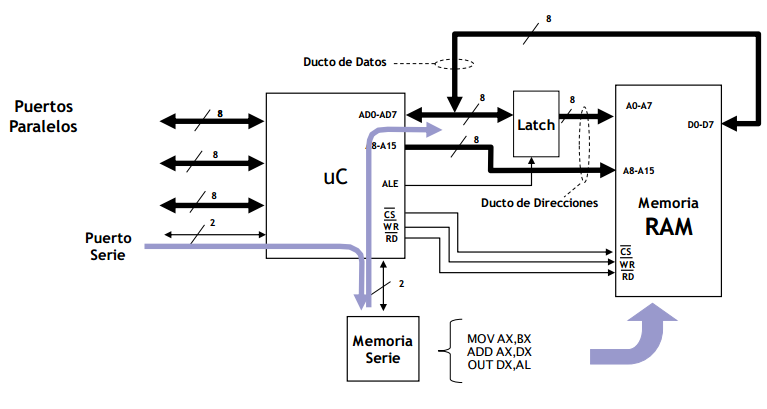 8
Ducto de Datos
Puertos
Paralelos
8
8
8
Puerto
Serie
2
uC
AD0-AD7
A8-A15
ALE
CS
WR
RD
8
8
Latch
8
Ducto de Direcciones
A0-A7
D0-D7
A8-A15
Memoria
RAM
CS
WR
RD
2
Memoria
Serie
MOV AX,BX
ADD AX,DX
OUT DX,AL